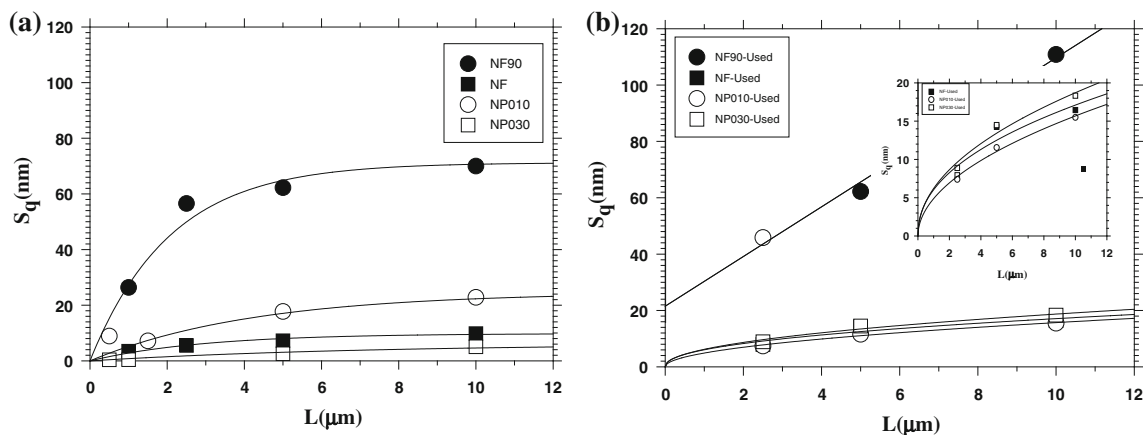 (a)
120
100
80
60
40
20
0
S_q(nm)
0 2 4 6 8 10 12
L(μm)
NF90
NF
NP010
NP030
(b)
120
100
80
60
40
20
0
S_q(nm)
0 2 4 6 8 10 12
L(μm)
NF90-Used
NF-Used
NP010-Used
NP030-Used
20
15
10
5
0
S_q(nm)
0 2 4 6 8 10 12
L(μm)
NF-Used
NP010-Used
NP030-Used